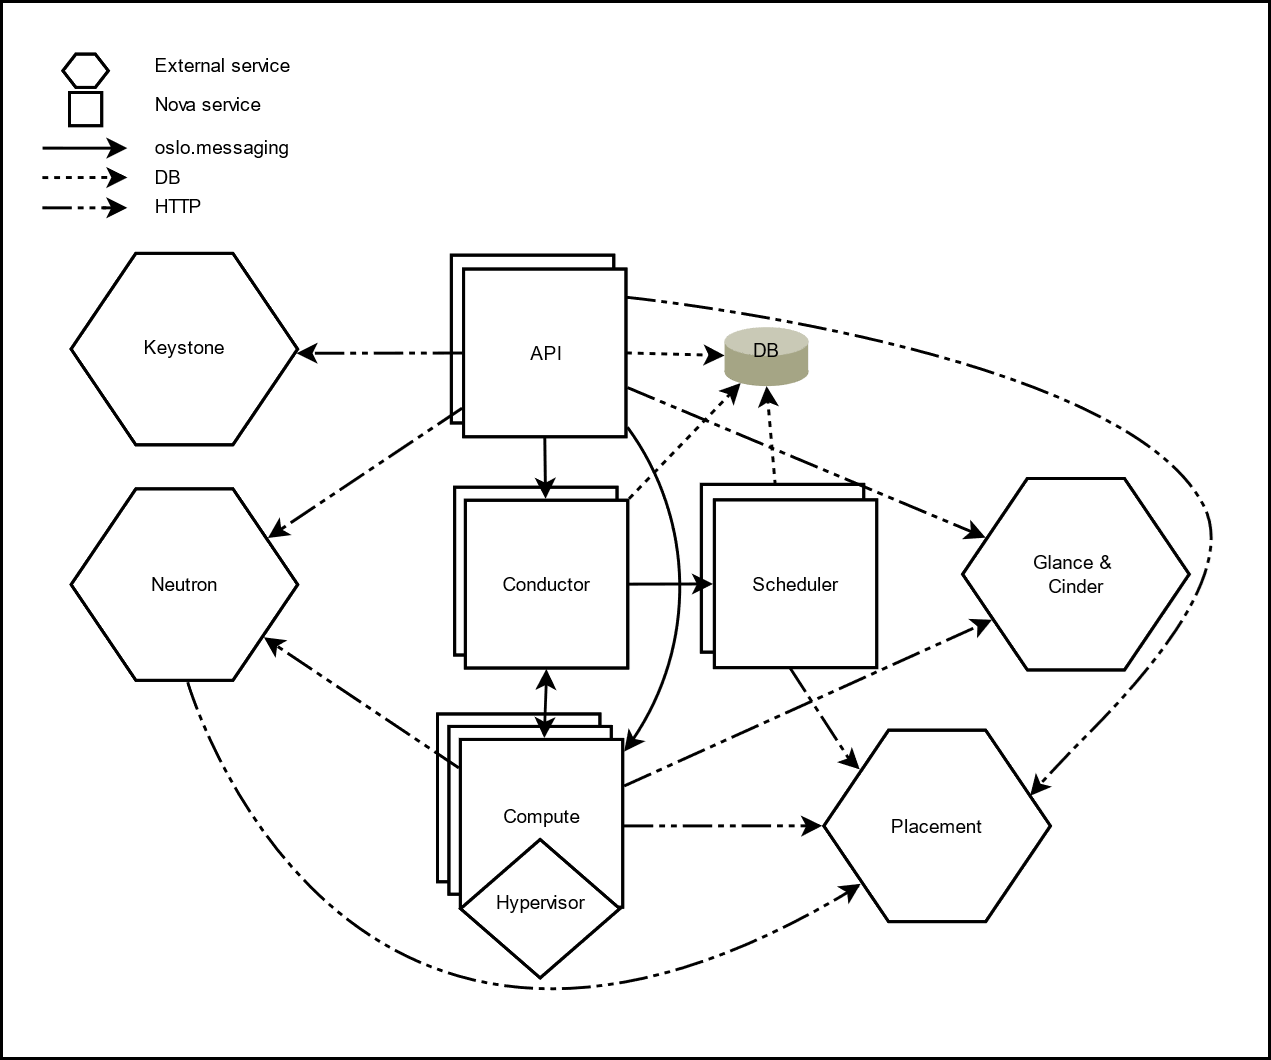 External service
Nova service
oslo.messaging
DB
HTTP
Keystone
API
DB
Neutron
Conductor
Scheduler
Glance &
Cinder
Compute
Placement
Hypervisor